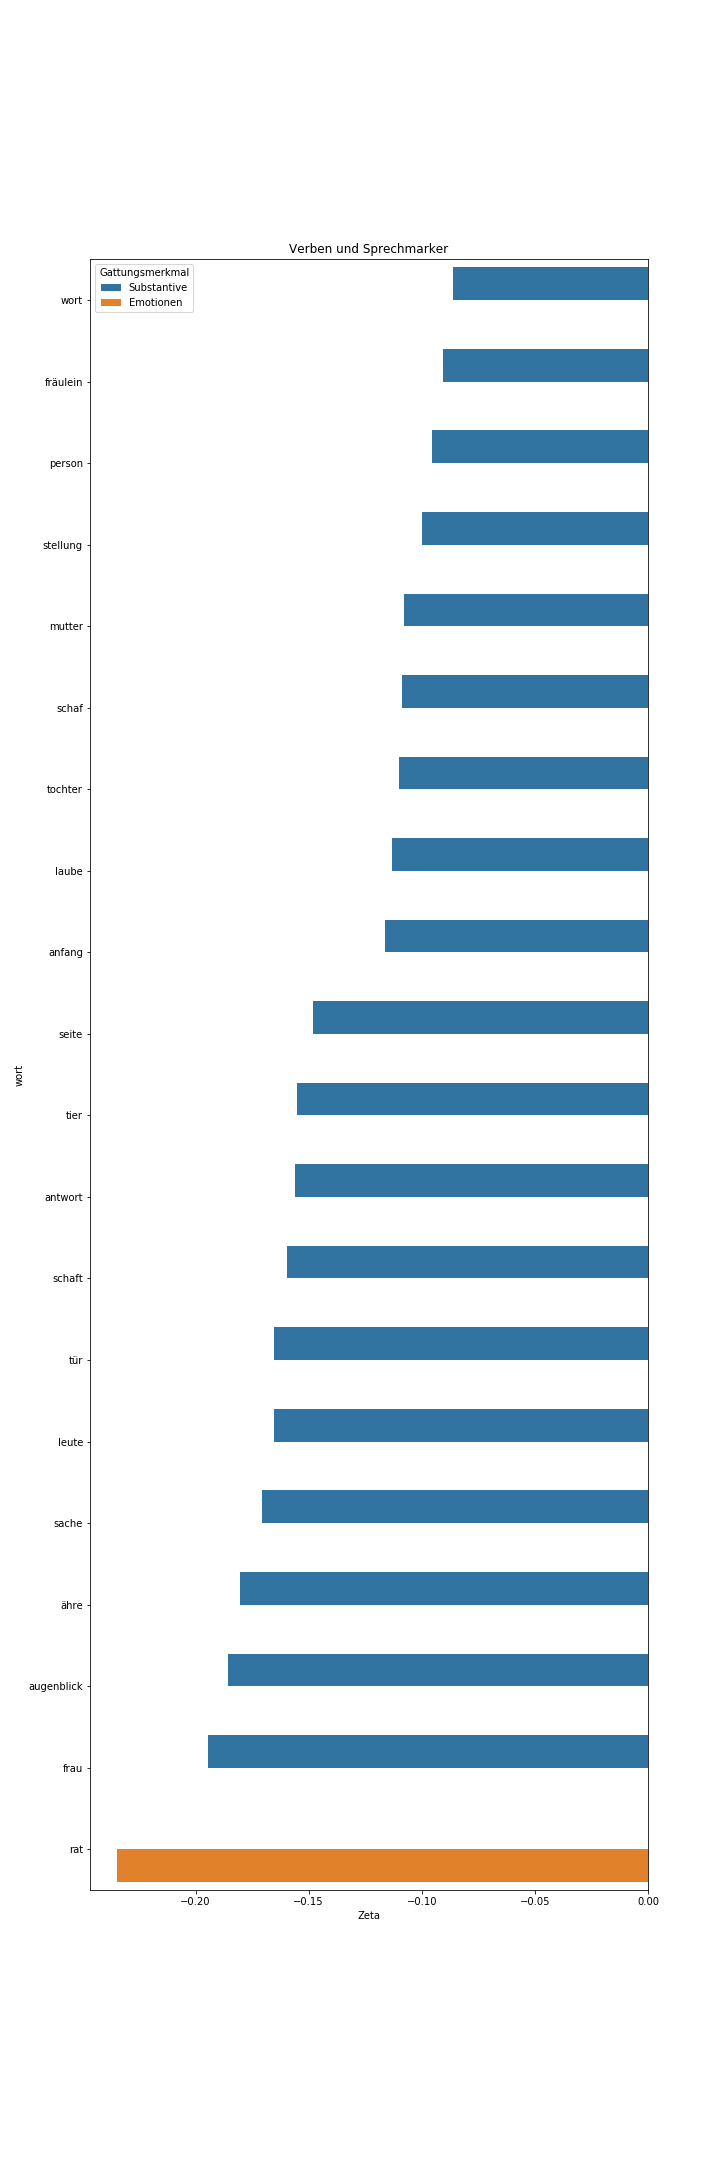 Verben und Sprechmarker
Gattungsmerkmal
Substantive
Emotionen
wort
fräulein
person
stellung
mutter
schaf
tochter
laube
anfang
seite
tier
antwort
schaft
tür
leute
sache
ähre
augenblick
frau
rat
wort
−0.20 −0.15 −0.10 −0.05 0.00
Zeta